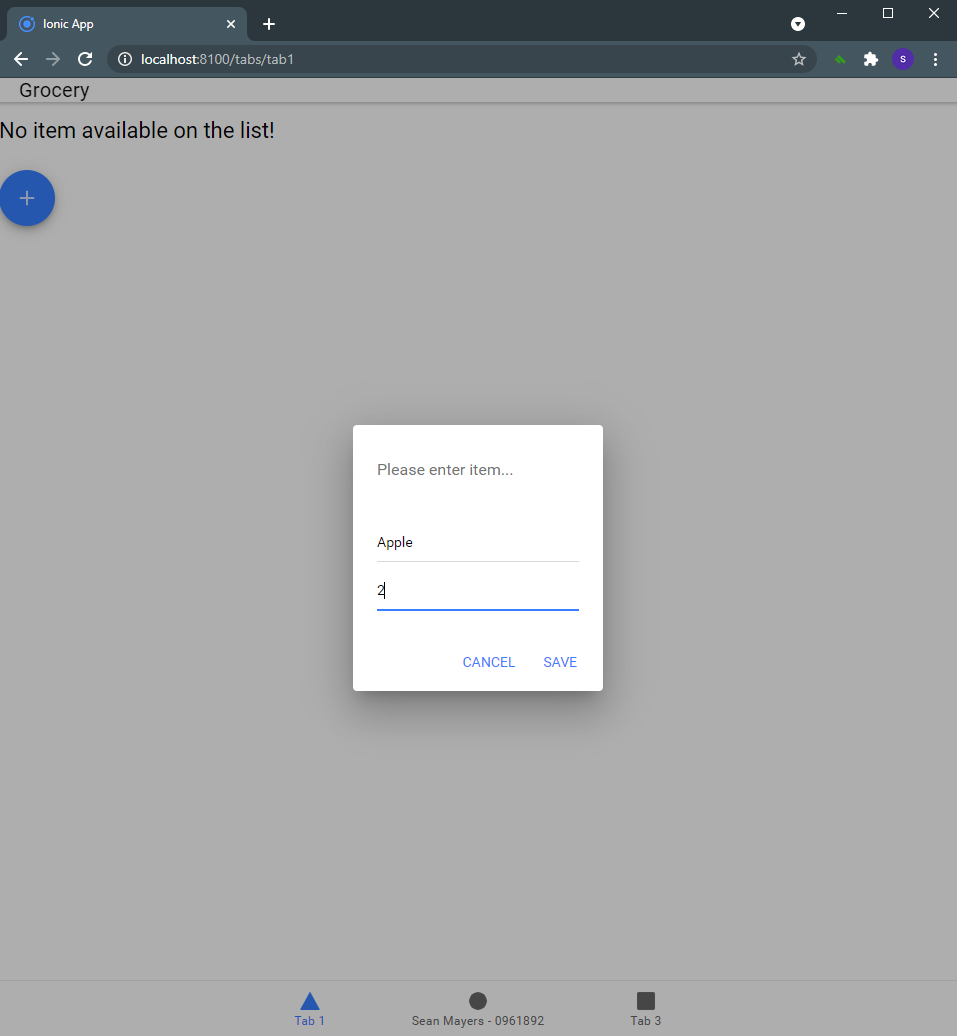 Ionic App
localhost:8100/tabs/tab1
S
Grocery
No item available on the list!
Please enter item...
Apple
2
CANCEL SAVE
Tab 1 Sean Mayers - 0961892 Tab 3